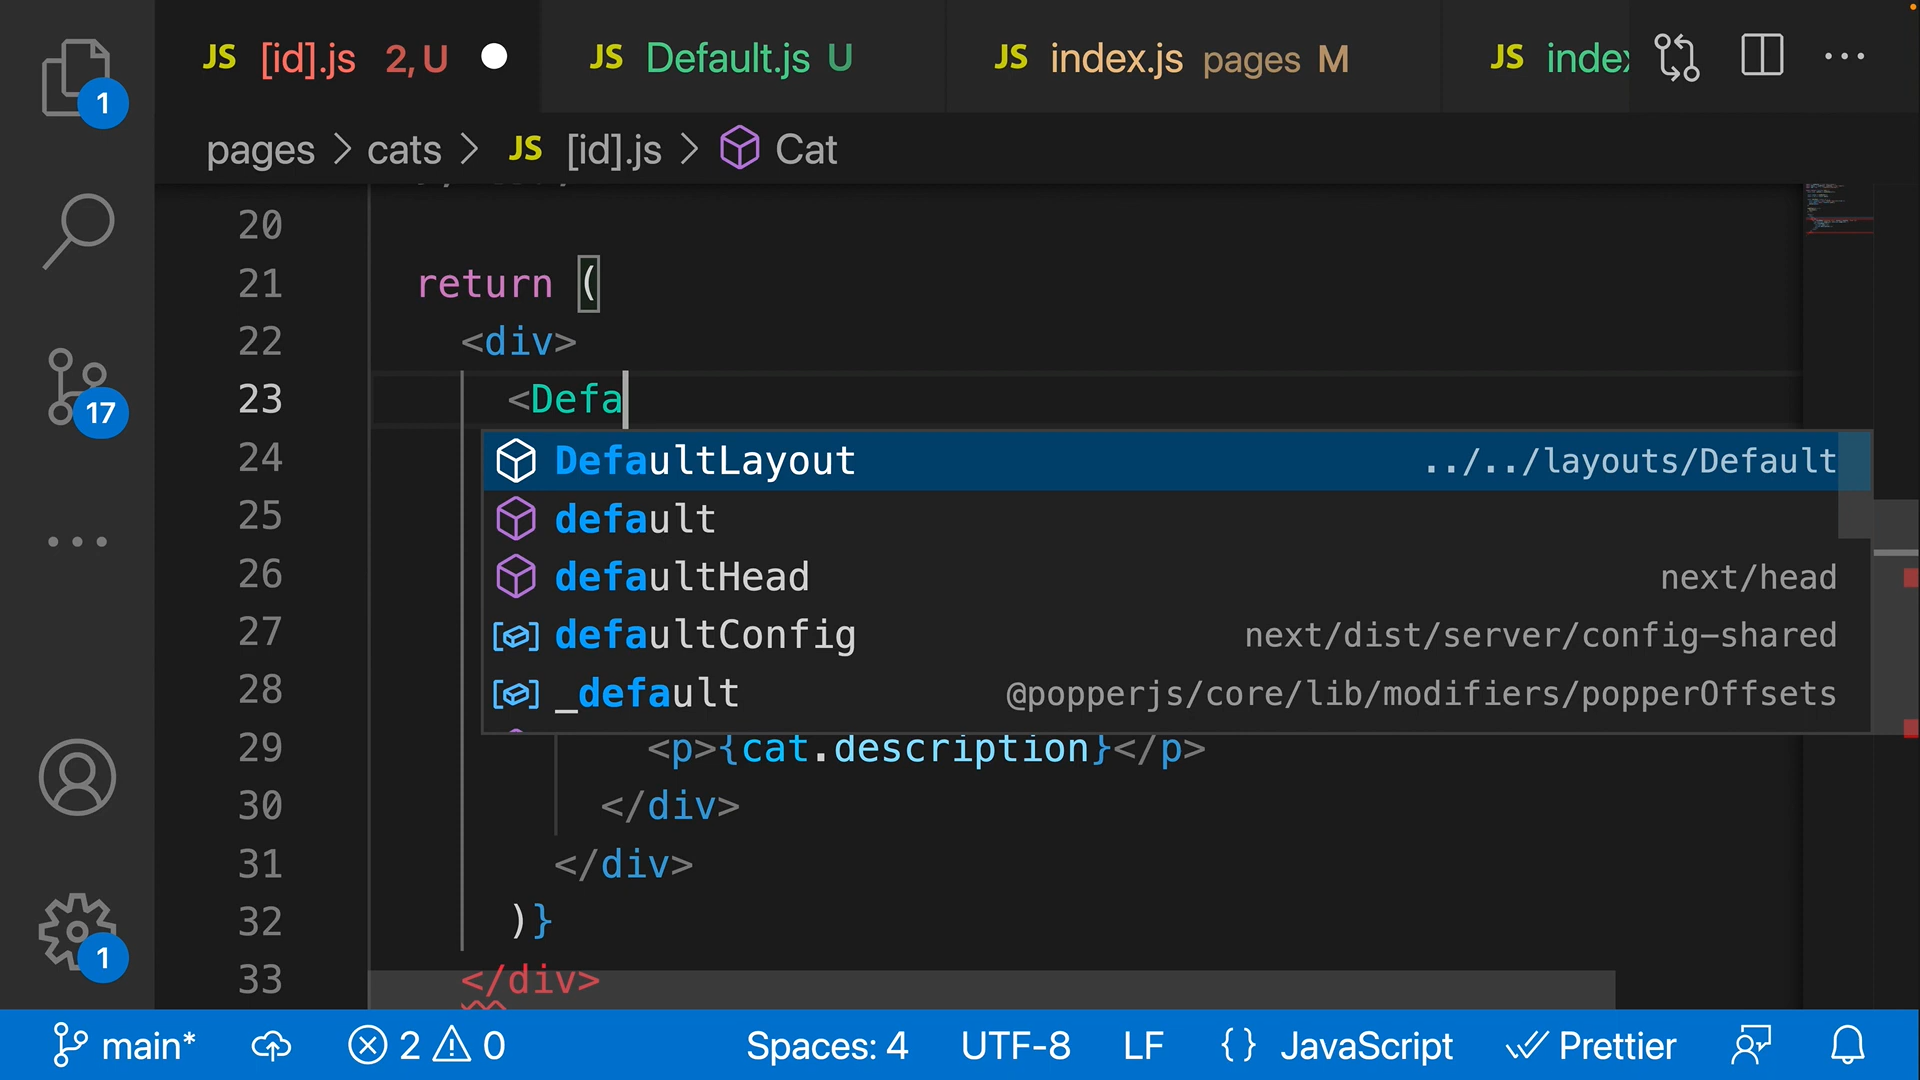 JS [id].js 2, U
JS Default.js U
JS index.js pages M
JS index
1
pages > cats > JS [id].js > Cat
20
21 return (
22 <div>
23 <Defa
24
DefaultLayout ../../layouts/Default
25
default
26
defaultHead next/head
27
defaultConfig next/dist/server/config-shared
28
_default @popperjs/core/lib/modifiers/popperOffsets
29 <p>{cat.description}</p>
30 </div>
31 </div>
32 )}
33 </div>
17
1
main* 2 0 Spaces: 4 UTF-8 LF {} JavaScript Prettier